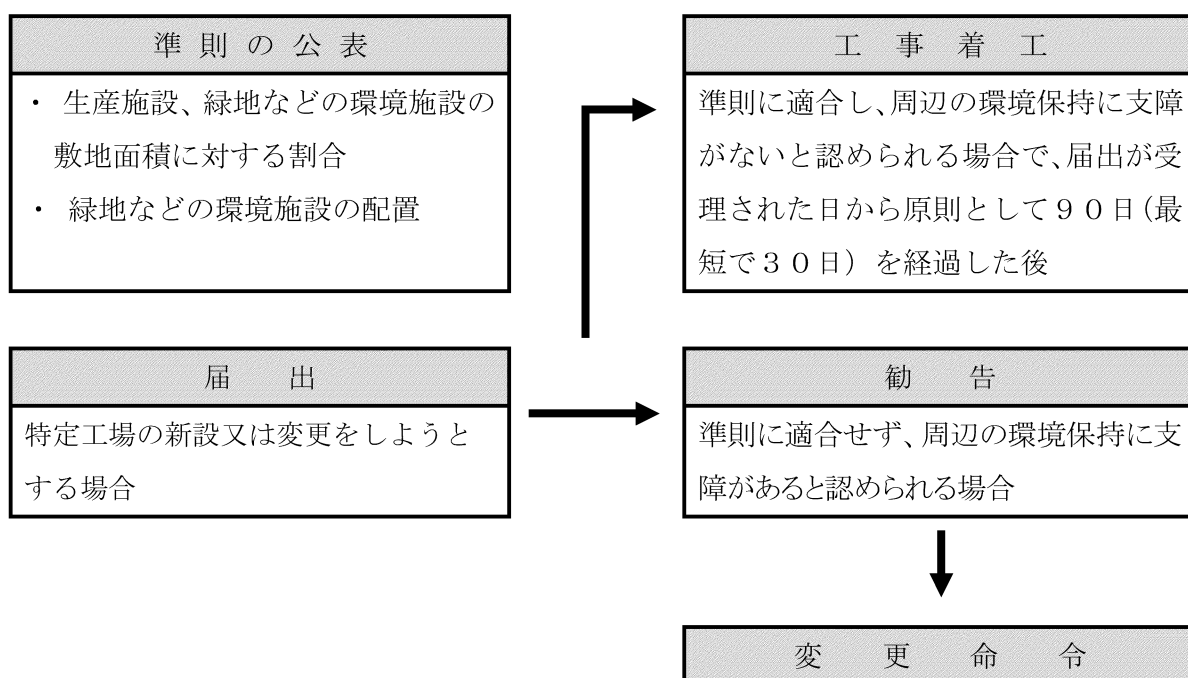 準則の公表
・ 生産施設、緑地などの環境施設の
敷地面積に対する割合
・ 緑地などの環境施設の配置
工事着工
準則に適合し、周辺の環境保持に支障
がないと認められる場合で、届出が受
理された日から原則として９０日（最
短で３０日）を経過した後
届出
特定工場の新設又は変更をしようと
する場合
勧告
準則に適合せず、周辺の環境保持に支
障があると認められる場合
変更命令